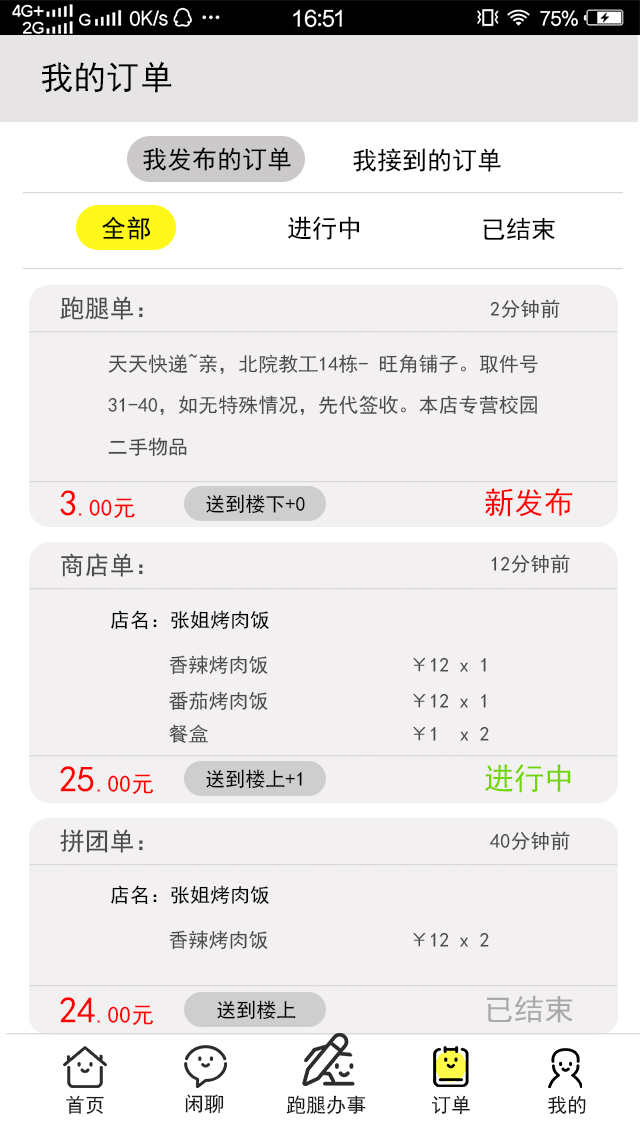 4G+ 2G G 0K/s 16:51 75%
我的订单
我发布的订单 我接到的订单
全部 进行中 已结束
跑腿单: 2分钟前
天天快递~亲，北院教工14栋- 旺角铺子。取件号
31-40，如无特殊情况，先代签收。本店专营校园
二手物品
3.00元 送到楼下+0 新发布
商店单: 12分钟前
店名: 张姐烤肉饭
香辣烤肉饭 ¥12 x 1
番茄烤肉饭 ¥12 x 1
餐盒 ¥1 x 2
25.00元 送到楼上+1 进行中
拼团单: 40分钟前
店名: 张姐烤肉饭
香辣烤肉饭 ¥12 x 2
24.00元 送到楼上 已结束
首页 闲聊 跑腿办事 订单 我的